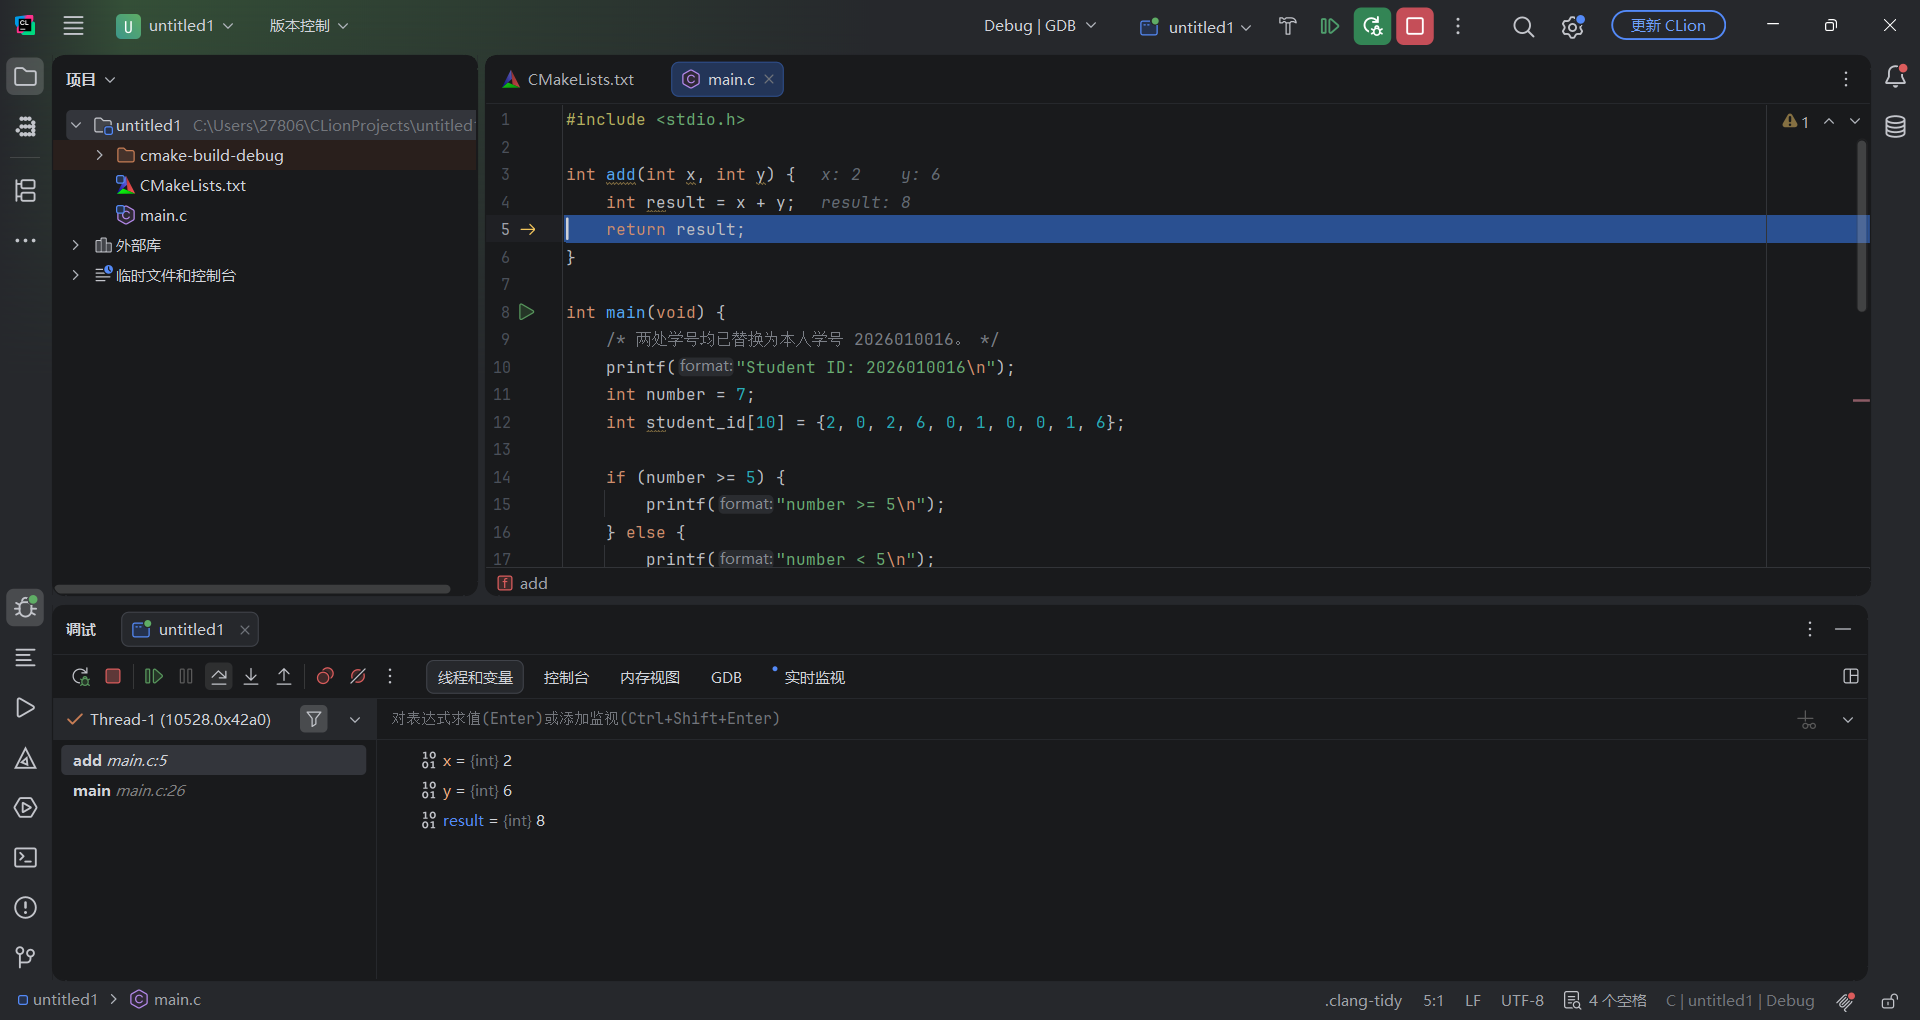 U untitled1 版本控制 Debug | GDB untitled1 更新 CLion
项目
untitled1 C:\Users\27806\CLionProjects\untitled
cmake-build-debug
CMakeLists.txt
main.c
外部库
临时文件和控制台
CMakeLists.txt main.c
1 #include <stdio.h>
2
3 int add(int x, int y) { x: 2 y: 6
4 int result = x + y; result: 8
5 return result;
6 }
7
8 int main(void) {
9 /* 两处学号均已替换为本人学号 2026010016。 */
10 printf(format:"Student ID: 2026010016\n");
11 int number = 7;
12 int student_id[10] = {2, 0, 2, 6, 0, 1, 0, 0, 1, 6};
13
14 if (number >= 5) {
15 printf(format:"number >= 5\n");
16 } else {
17 printf(format:"number < 5\n");
1
f add
调试 untitled1
线程和变量 控制台 内存视图 GDB 实时监视
Thread-1 (10528.0x42a0)
对表达式求值(Enter)或添加监视(Ctrl+Shift+Enter)
add main.c:5
main main.c:26
x = {int} 2
y = {int} 6
result = {int} 8
untitled1 main.c .clang-tidy 5:1 LF UTF-8 4 个空格 C | untitled1 | Debug